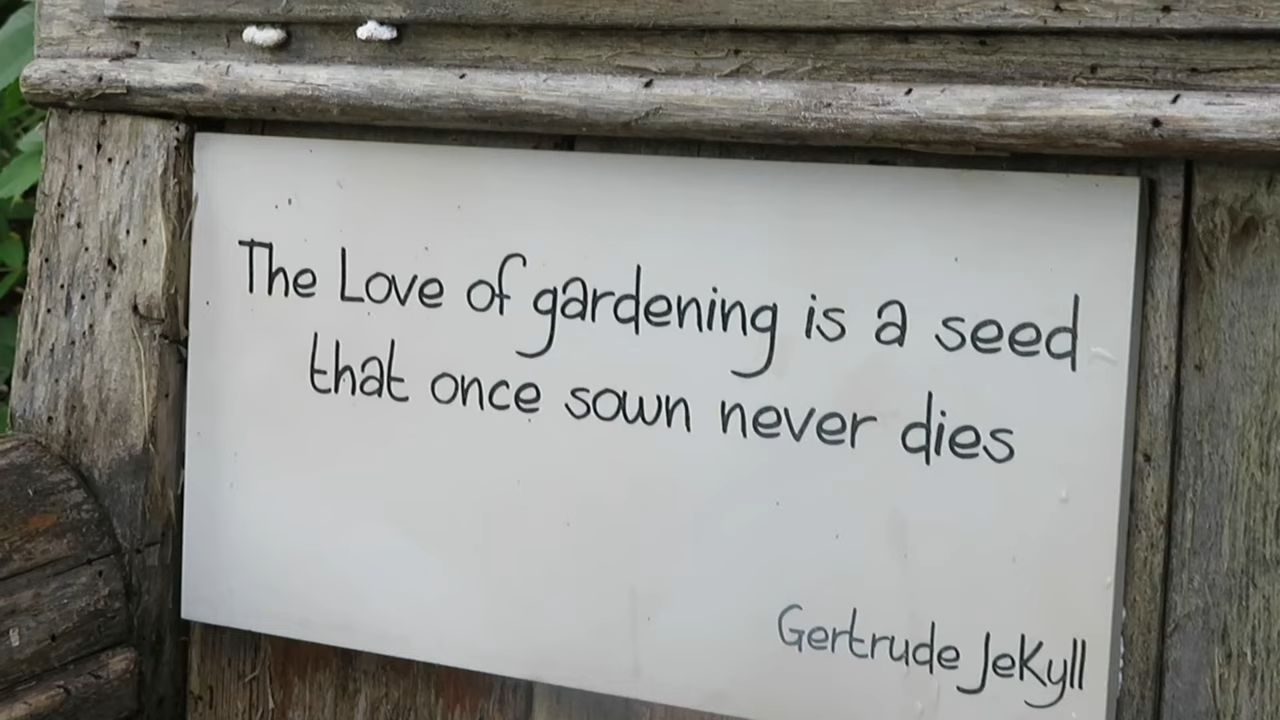 The Love of gardening is a seed
that once sown never dies
Gertrude JeKyll